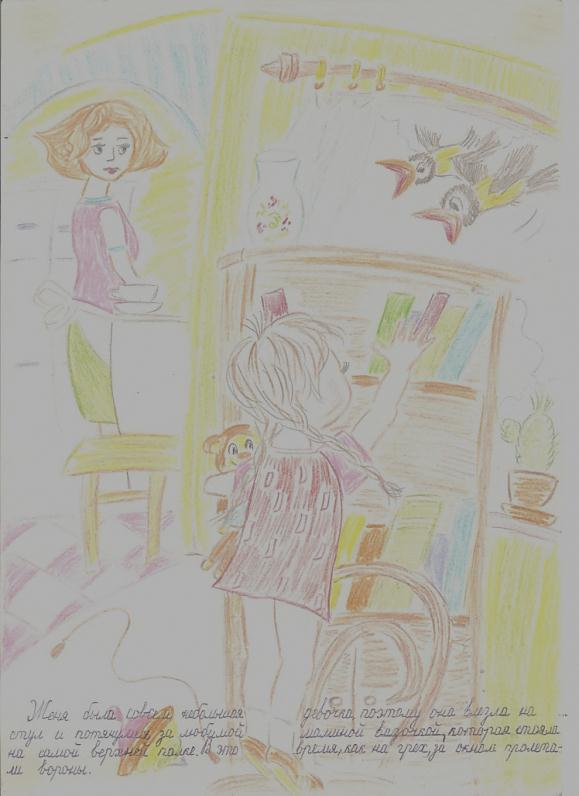 Женя была совсем небольшая девочка, поэтому она влезла на
стул и потянулась за любимой маминой вазочкой, которая стояла
на самой верхней полке. В это время, как на грех, за окном пролета-
ли вороны.